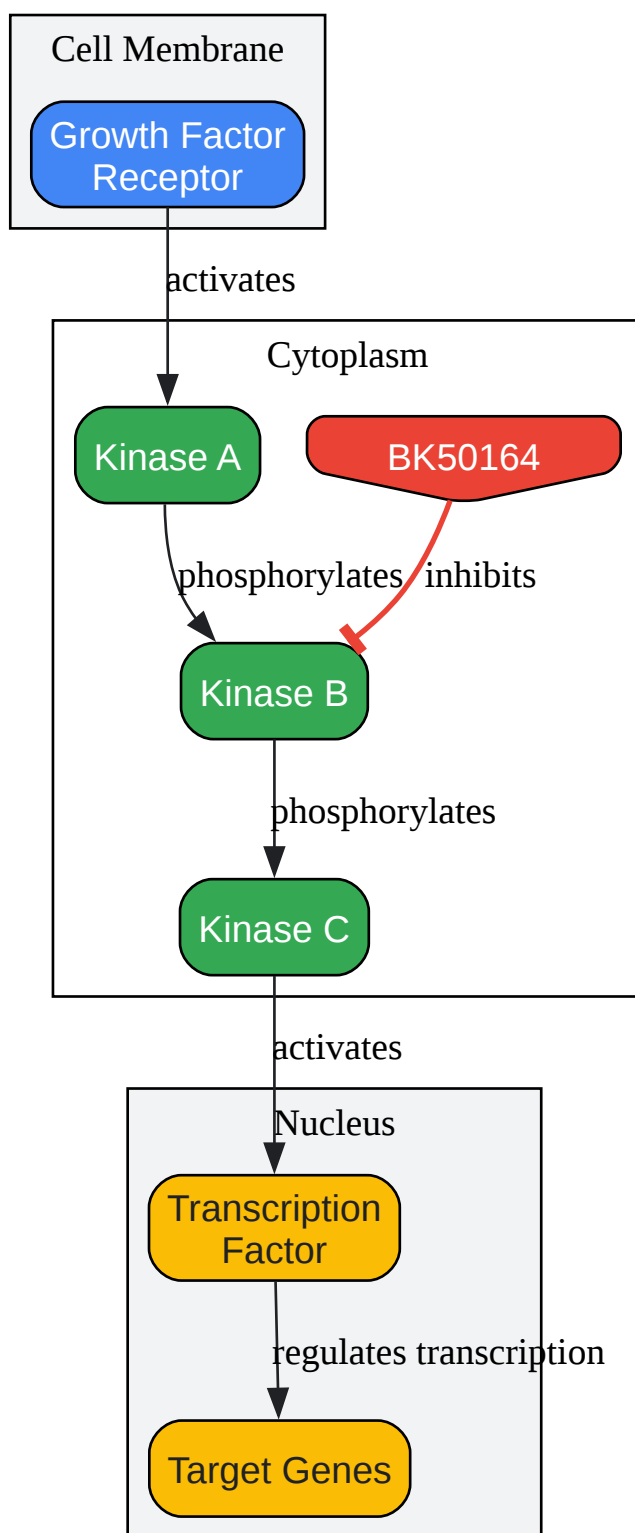 Cell Membrane
Growth Factor
Receptor
activates
Cytoplasm
Kinase A
BK50164
phosphorylates
inhibits
Kinase B
phosphorylates
Kinase C
activates
Nucleus
Transcription
Factor
regulates transcription
Target Genes